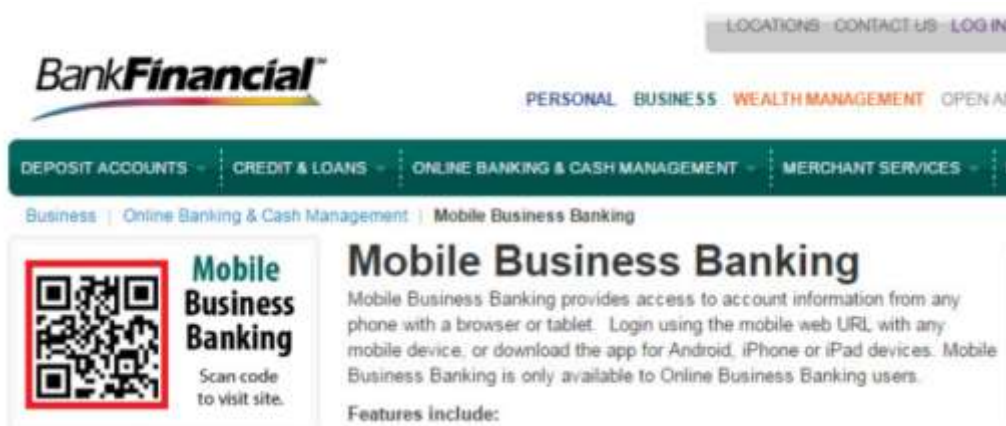 LOCATIONS CONTACT US LOG IN
BankFinancial™
PERSONAL BUSINESS WEALTH MANAGEMENT OPEN A
DEPOSIT ACCOUNTS CREDIT & LOANS ONLINE BANKING & CASH MANAGEMENT MERCHANT SERVICES
Business | Online Banking & Cash Management | Mobile Business Banking
Mobile
Business
Banking
Scan code
to visit site.
Mobile Business Banking
Mobile Business Banking provides access to account information from any
phone with a browser or tablet. Login using the mobile web URL with any
mobile device, or download the app for Android, iPhone or iPad devices. Mobile
Business Banking is only available to Online Business Banking users.
Features include: